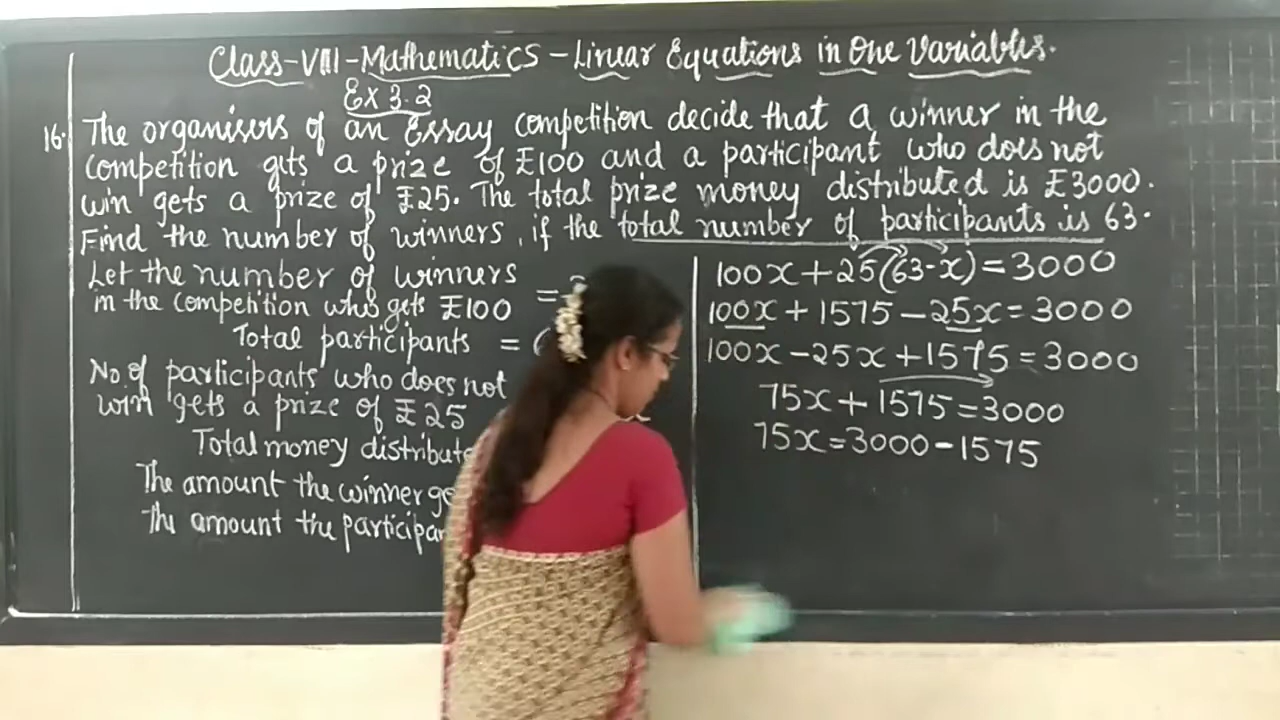 Class-VIII-Mathematics - Linear Equations in One Variables.
Ex 3.2
16. The organisers of an Essay competition decide that a winner in the
competition gets a prize of ₹100 and a participant who does not
win gets a prize of ₹25. The total prize money distributed is ₹3000.
Find the number of winners, if the total number of participants is 63.
Let the number of winners
in the competition who gets ₹100 =
Total participants =
No. of participants who does not
win gets a prize of ₹25
Total money distribute
The amount the winner ge
The amount the participan
100x + 25(63-x) = 3000
100x + 1575 - 25x = 3000
100x - 25x + 1575 = 3000
75x + 1575 = 3000
75x = 3000 - 1575